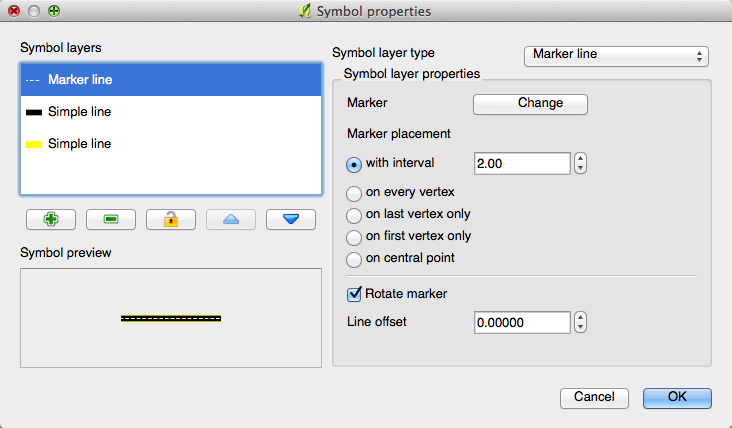 Symbol properties
Symbol layers
Marker line
Simple line
Simple line
Symbol preview
Symbol layer type
Marker line
Symbol layer properties
Marker
Change
Marker placement
with interval
2.00
on every vertex
on last vertex only
on first vertex only
on central point
Rotate marker
Line offset
0.00000
Cancel
OK